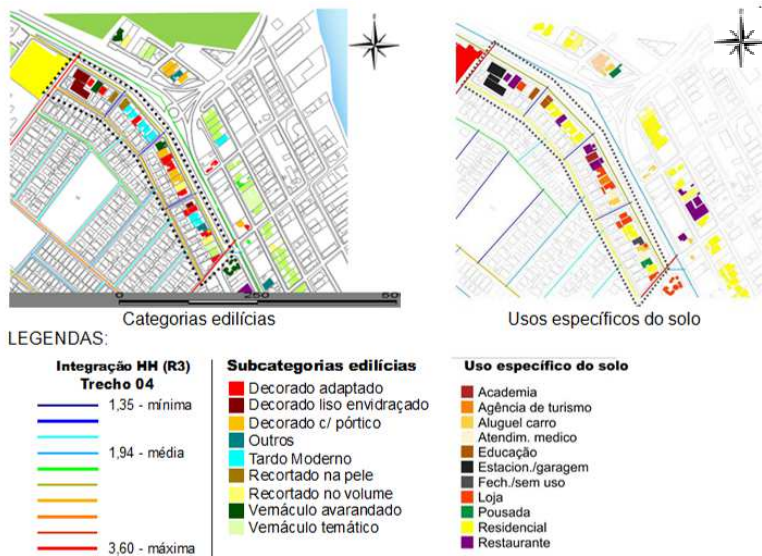 0 250 50
Categorias edilícias
Usos específicos do solo
LEGENDAS:
Integração HH (R3)
Trecho 04
1,35 - mínima
1,94 - média
3,60 - máxima
Subcategorias edilícias
Decorado adaptado
Decorado liso envidraçado
Decorado c/ pórtico
Outros
Tardo Moderno
Recortado na pele
Recortado no volume
Vernáculo avarandado
Vernáculo temático
Uso específico do solo
Academia
Agência de turismo
Aluguel carro
Atendim. medico
Educação
Estacion./garagem
Fech./sem uso
Loja
Pousada
Residencial
Restaurante